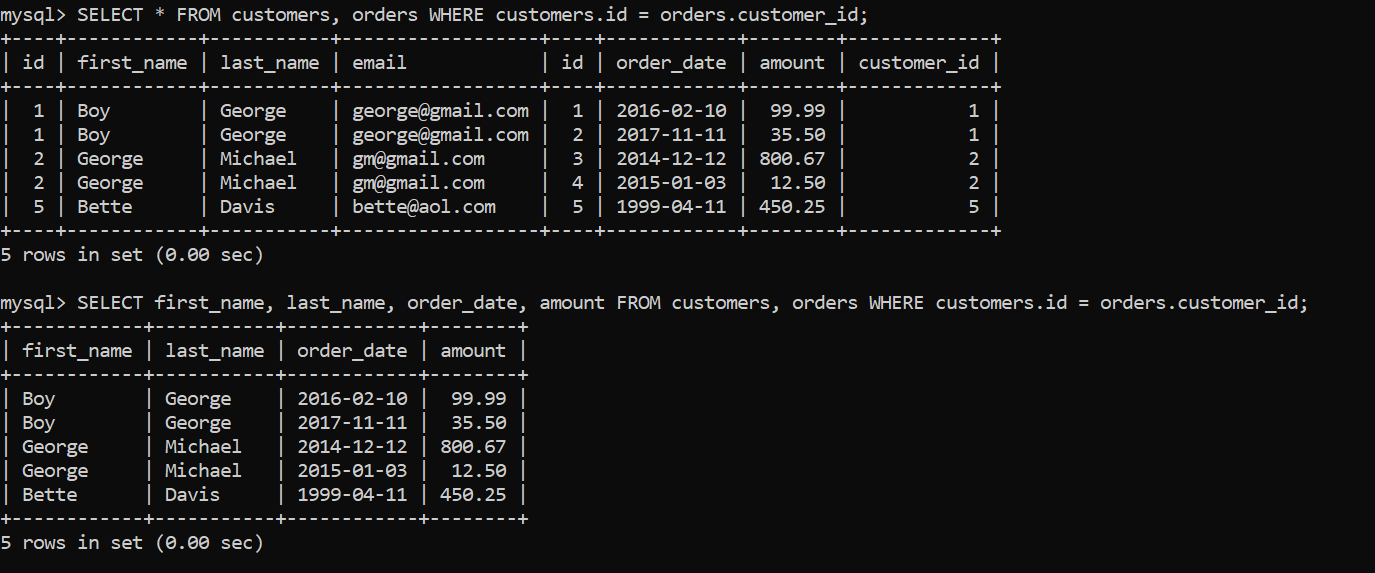 mysql> SELECT * FROM customers, orders WHERE customers.id = orders.customer_id;
+----+------------+-----------+------------------+----+------------+--------+-------------+
| id | first_name | last_name | email            | id | order_date | amount | customer_id |
+----+------------+-----------+------------------+----+------------+--------+-------------+
|  1 | Boy        | George    | george@gmail.com |  1 | 2016-02-10 |  99.99 |           1 |
|  1 | Boy        | George    | george@gmail.com |  2 | 2017-11-11 |  35.50 |           1 |
|  2 | George     | Michael   | gm@gmail.com     |  3 | 2014-12-12 | 800.67 |           2 |
|  2 | George     | Michael   | gm@gmail.com     |  4 | 2015-01-03 |  12.50 |           2 |
|  5 | Bette      | Davis     | bette@aol.com    |  5 | 1999-04-11 | 450.25 |           5 |
+----+------------+-----------+------------------+----+------------+--------+-------------+
5 rows in set (0.00 sec)

mysql> SELECT first_name, last_name, order_date, amount FROM customers, orders WHERE customers.id = orders.customer_id;
+------------+-----------+------------+--------+
| first_name | last_name | order_date | amount |
+------------+-----------+------------+--------+
| Boy        | George    | 2016-02-10 |  99.99 |
| Boy        | George    | 2017-11-11 |  35.50 |
| George     | Michael   | 2014-12-12 | 800.67 |
| George     | Michael   | 2015-01-03 |  12.50 |
| Bette      | Davis     | 1999-04-11 | 450.25 |
+------------+-----------+------------+--------+
5 rows in set (0.00 sec)